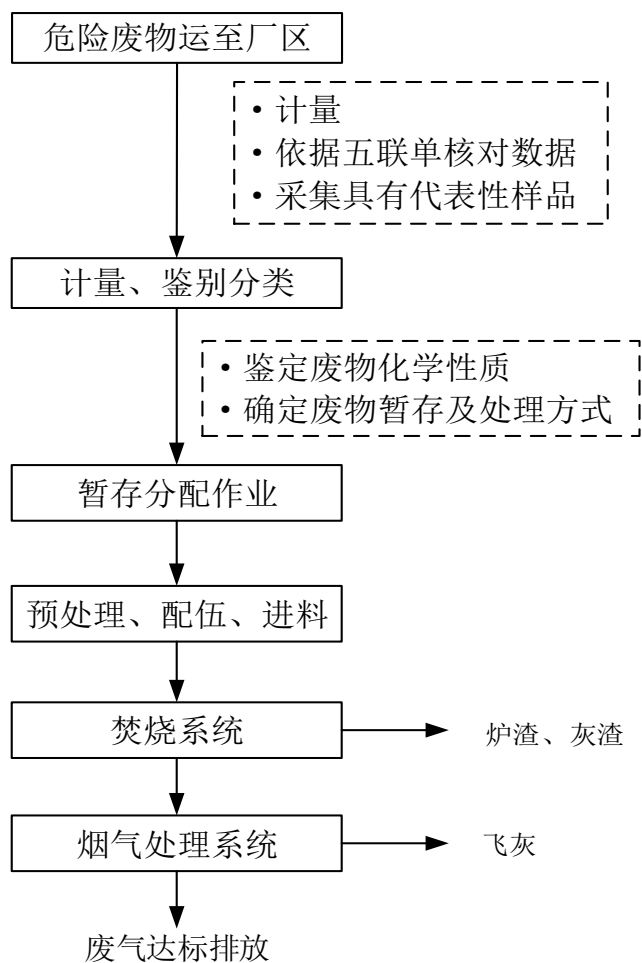 危险废物运至厂区
·计量
·依据五联单核对数据
·采集具有代表性样品
计量、鉴别分类
·鉴定废物化学性质
·确定废物暂存及处理方式
暂存分配作业
预处理、配伍、进料
焚烧系统
炉渣、灰渣
烟气处理系统
飞灰
废气达标排放